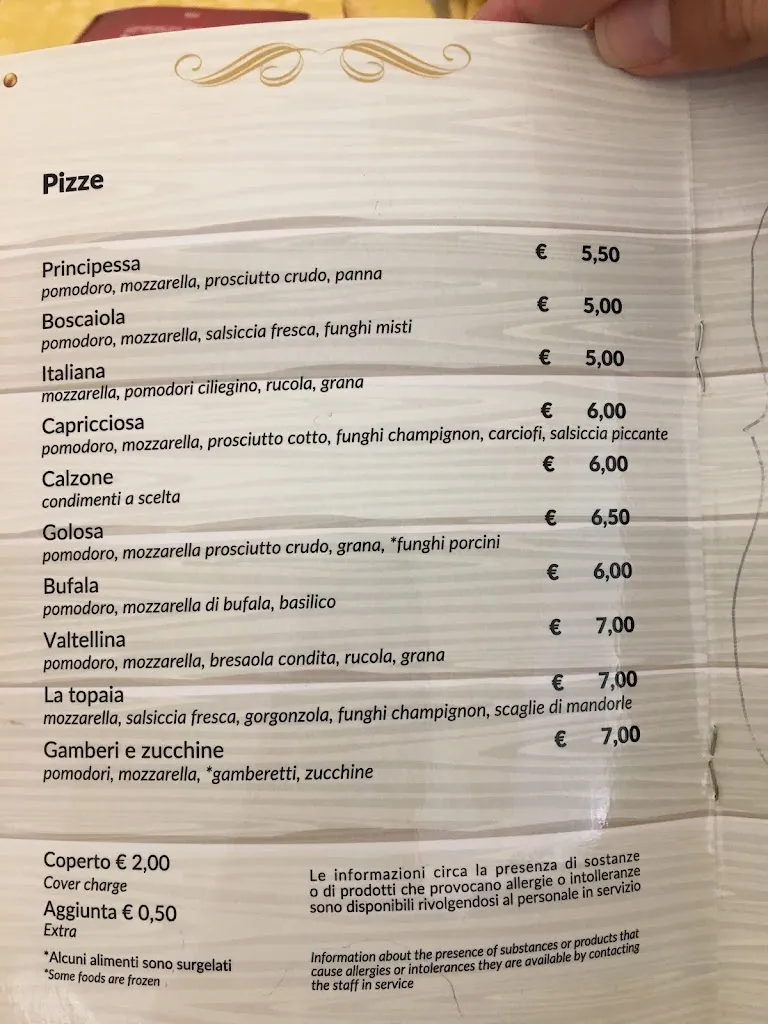 Pizze
Principessa € 5,50
pomodoro, mozzarella, prosciutto crudo, panna
Boscaiola € 5,00
pomodoro, mozzarella, salsiccia fresca, funghi misti
Italiana € 5,00
mozzarella, pomodori ciliegino, rucola, grana
Capricciosa € 6,00
pomodoro, mozzarella, prosciutto cotto, funghi champignon, carciofi, salsiccia piccante
Calzone € 6,00
condimenti a scelta
Golosa € 6,50
pomodoro, mozzarella prosciutto crudo, grana, *funghi porcini
Bufala € 6,00
pomodoro, mozzarella di bufala, basilico
Valtellina € 7,00
pomodoro, mozzarella, bresaola condita, rucola, grana
La topaia € 7,00
mozzarella, salsiccia fresca, gorgonzola, funghi champignon, scaglie di mandorle
Gamberi e zucchine € 7,00
pomodori, mozzarella, *gamberetti, zucchine
Coperto € 2,00
Cover charge
Aggiunta € 0,50
Extra
*Alcuni alimenti sono surgelati
*Some foods are frozen
Le informazioni circa la presenza di sostanze
o di prodotti che provocano allergie o intolleranze
sono disponibili rivolgendosi al personale in servizio
Information about the presence of substances or products that
cause allergies or intolerances they are available by contacting
the staff in service